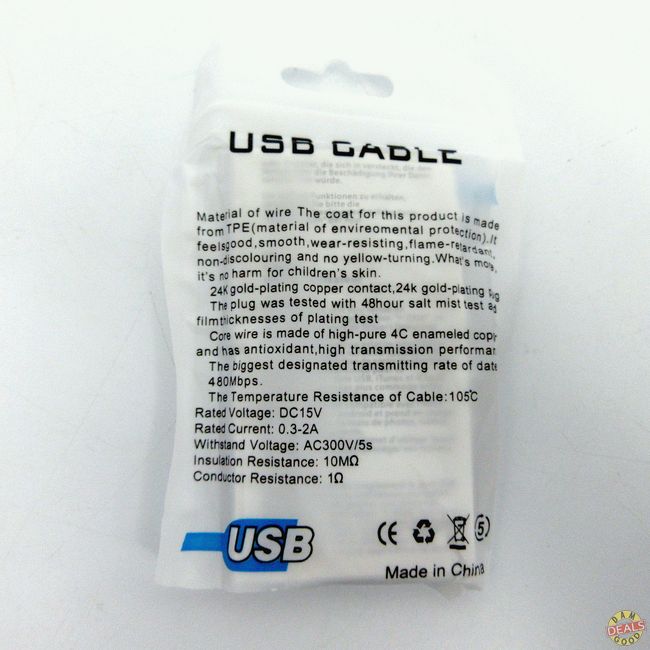 USB CABLE
Material of wire The coat for this product is made
from TPE(material of envireomental protection).It
feelsgood,smooth,wear-resisting,flame-retardant,
non-discolouring and no yellow-turning.What's more,
it's no harm for children's skin.
24K gold-plating copper contact,24k gold-plating
The plug was tested with 48hour salt mist test
filmthicknesses of plating test
Core wire is made of high-pure 4C enameled
and has antioxidant,high transmission performan
The biggest designated transmitting rate of date
480Mbps.
The Temperature Resistance of Cable:105℃
Rated Voltage: DC15V
Rated Current: 0.3-2A
Withstand Voltage: AC300V/5s
Insulation Resistance: 10MΩ
Conductor Resistance: 1Ω
USB
CE
5
Made in China
DAM
DEALS
GOOD